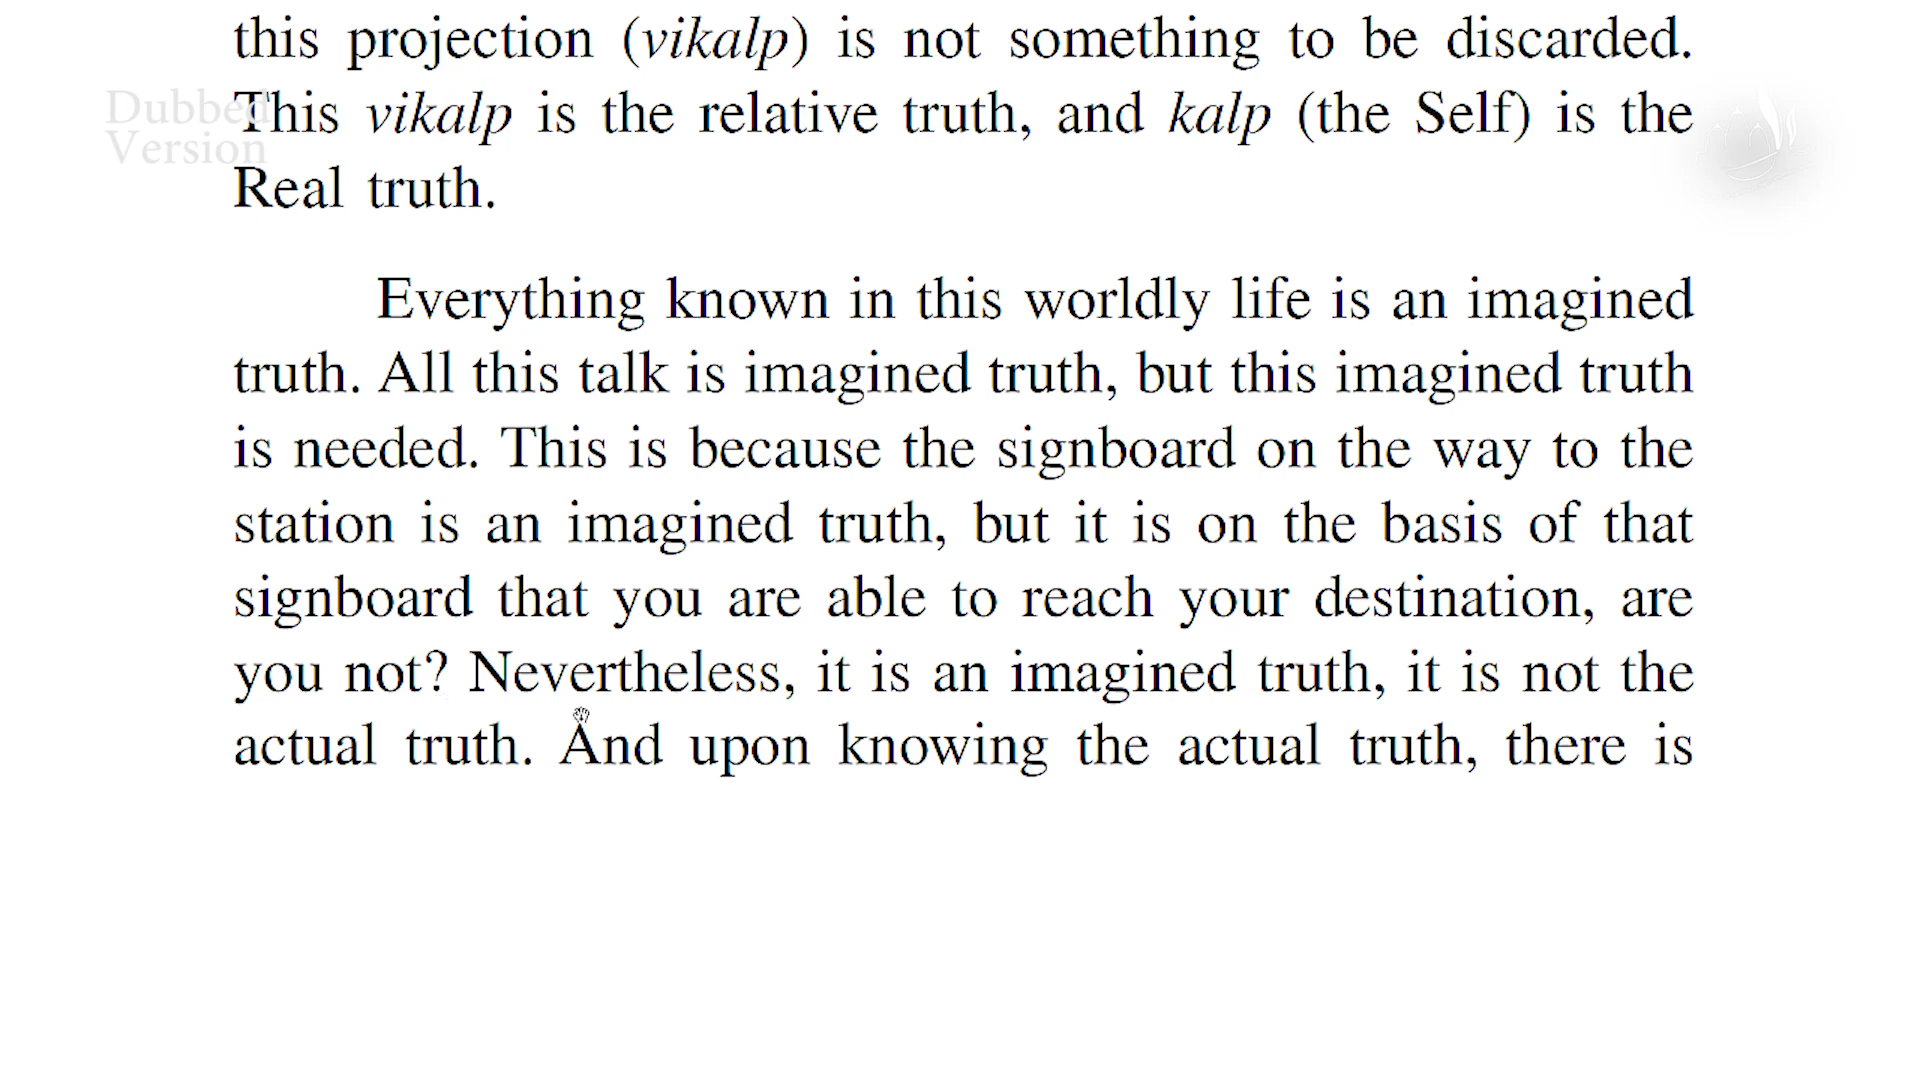 this projection (vikalp) is not something to be discarded.
This vikalp is the relative truth, and kalp (the Self) is the
Real truth.
Dubbed
Version
Everything known in this worldly life is an imagined
truth. All this talk is imagined truth, but this imagined truth
is needed. This is because the signboard on the way to the
station is an imagined truth, but it is on the basis of that
signboard that you are able to reach your destination, are
you not? Nevertheless, it is an imagined truth, it is not the
actual truth. And upon knowing the actual truth, there is